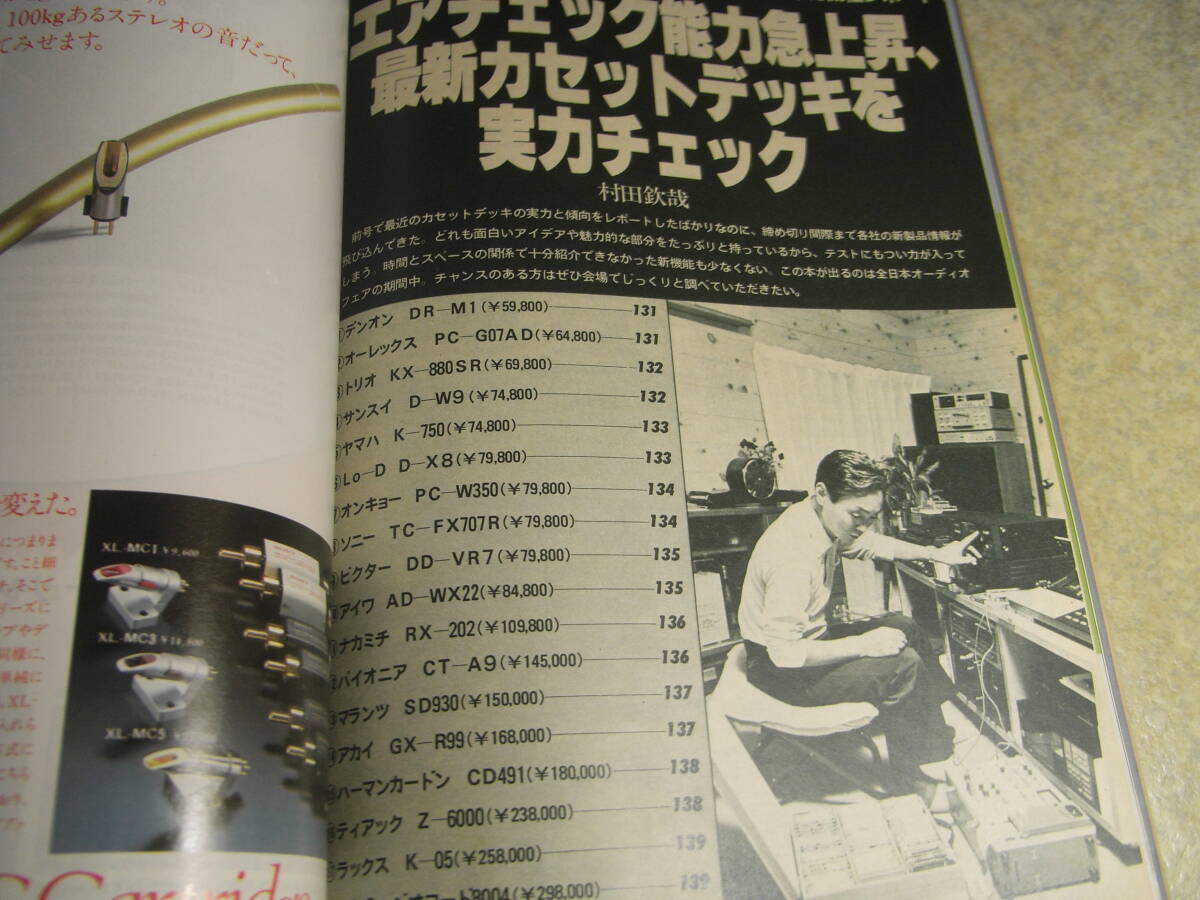 100kgあるステレオの音だって、
てみせます。
変えた。
XL-MC1 ¥9,600
XL-MC3 ¥14,800
XL-MC5
エアチェック能力急上昇、
最新カセットデッキを
実力チェック
村田欽哉
前号で最近のカセットデッキの実力と傾向をレポートしたばかりなのに、締め切り間際まで各社の新製品情報が
飛び込んできた。どれも面白いアイデアや魅力的な部分をたっぷりと持っているから、テストにもつい力が入って
しまう。時間とスペースの関係で十分紹介できなかった新機能も少なくない。この本が出るのは全日本オーディオ
フェアの期間中。チャンスのある方はぜひ会場でじっくりと調べていただきたい。
デンオン DR—M1(¥59,800)——131
オーレックス PC—G07AD(¥64,800)——131
トリオ KX—880SR(¥69,800)——132
サンスイ D—W9(¥74,800)——132
ヤマハ K—750(¥74,800)——133
Lo—D D—X8(¥79,800)——133
オンキョー PC—W350(¥79,800)——134
ソニー TC—FX707R(¥79,800)——134
ビクター DD—VR7(¥79,800)——135
アイワ AD—WX22(¥84,800)——135
ナカミチ RX—202(¥109,800)——136
パイオニア CT—A9(¥145,000)——136
マランツ SD930(¥150,000)——137
アカイ GX—R99(¥168,000)——137
ハーマンカードン CD491(¥180,000)——138
ティアック Z—6000(¥238,000)——138
ラックス K—05(¥258,000)——139
8004(¥298,000)——139